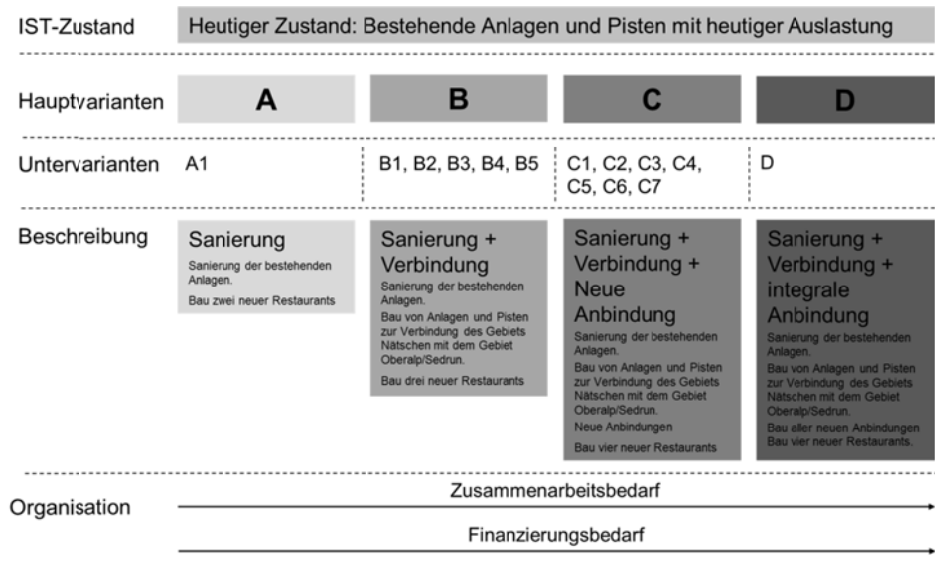 IST-Zustand
Heutiger Zustand: Bestehende Anlagen und Pisten mit heutiger Auslastung
Hauptvarianten
A
B
C
D
Untervarianten
A1
B1, B2, B3, B4, B5
C1, C2, C3, C4,
C5, C6, C7
D
Beschreibung
Sanierung
Sanierung der bestehenden
Anlagen.
Bau zwei neuer Restaurants
Sanierung +
Verbindung
Sanierung der bestehenden
Anlagen.
Bau von Anlagen und Pisten
zur Verbindung des Gebiets
Nätschen mit dem Gebiet
Oberalp/Sedrun.
Bau drei neuer Restaurants
Sanierung +
Verbindung +
Neue
Anbindung
Sanierung der bestehenden
Anlagen.
Bau von Anlagen und Pisten
zur Verbindung des Gebiets
Nätschen mit dem Gebiet
Oberalp/Sedrun.
Neue Anbindungen
Bau vier neuer Restaurants
Sanierung +
Verbindung +
integrale
Anbindung
Sanierung der bestehenden
Anlagen.
Bau von Anlagen und Pisten
zur Verbindung des Gebiets
Nätschen mit dem Gebiet
Oberalp/Sedrun.
Bau aller neuen Anbindungen
Bau vier neuer Restaurants.
Organisation
Zusammenarbeitsbedarf
Finanzierungsbedarf